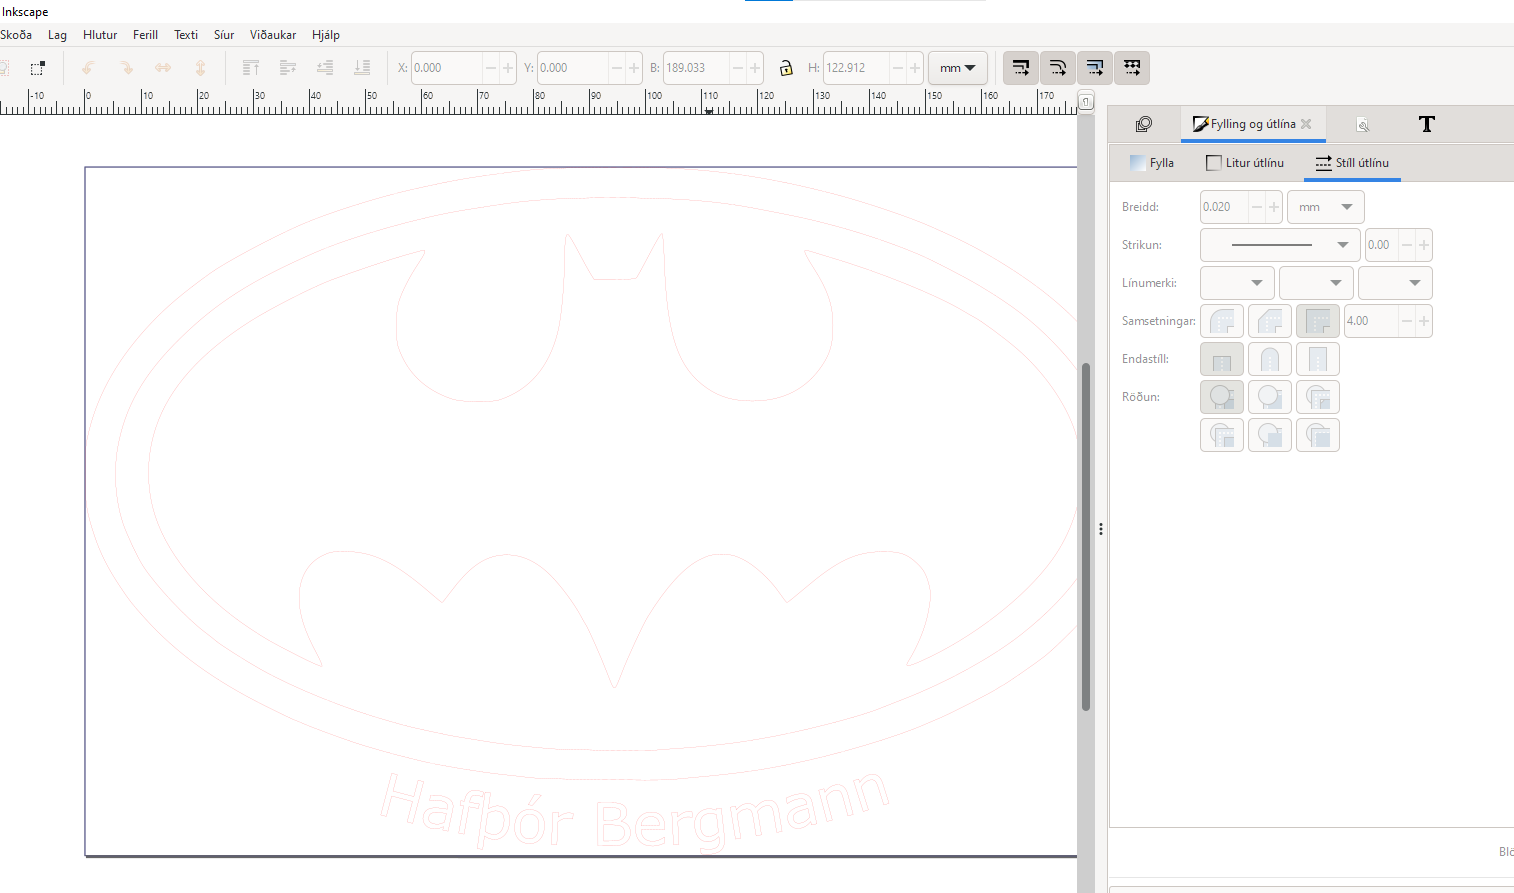 Inkscape
Skoða Lag Hlutur Ferill Texti Síur Viðaukar Hjálp
X: 0.000 Y: 0.000 B: 189.033 H: 122.912 mm
-10 0 10 20 30 40 50 60 70 80 90 100 110 120 130 140 150 160 170
Fylling og útlína
Fylla Litur útlínu Stíll útlínu
Breidd: 0.020 mm
Strikun: 0.00
Línumerki:
Samsetningar: 4.00
Endastíll:
Röðun:
Hafþór Bergmann